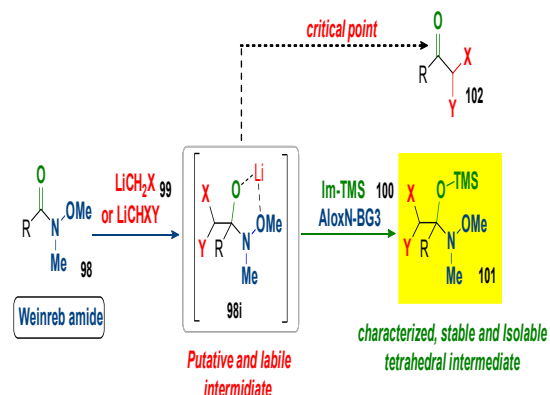 critical point
O
R
X
Y
102
O
R
N
OMe
Me
98
Weinreb amide
LiCH2X 99
or LiCHXY
X
O
Li
Y
R
N
OMe
Me
98i
Putative and labile
intermidiate
Im-TMS 100
AloxN-BG3
O
TMS
X
Y
R
N
OMe
Me
101
characterized, stable and Isolable
tetrahedral intermediate